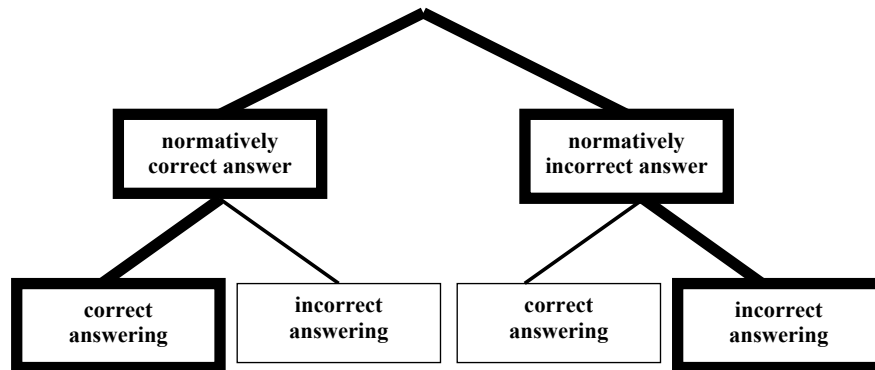 normatively
correct answer
normatively
incorrect answer
correct
answering
incorrect
answering
correct
answering
incorrect
answering